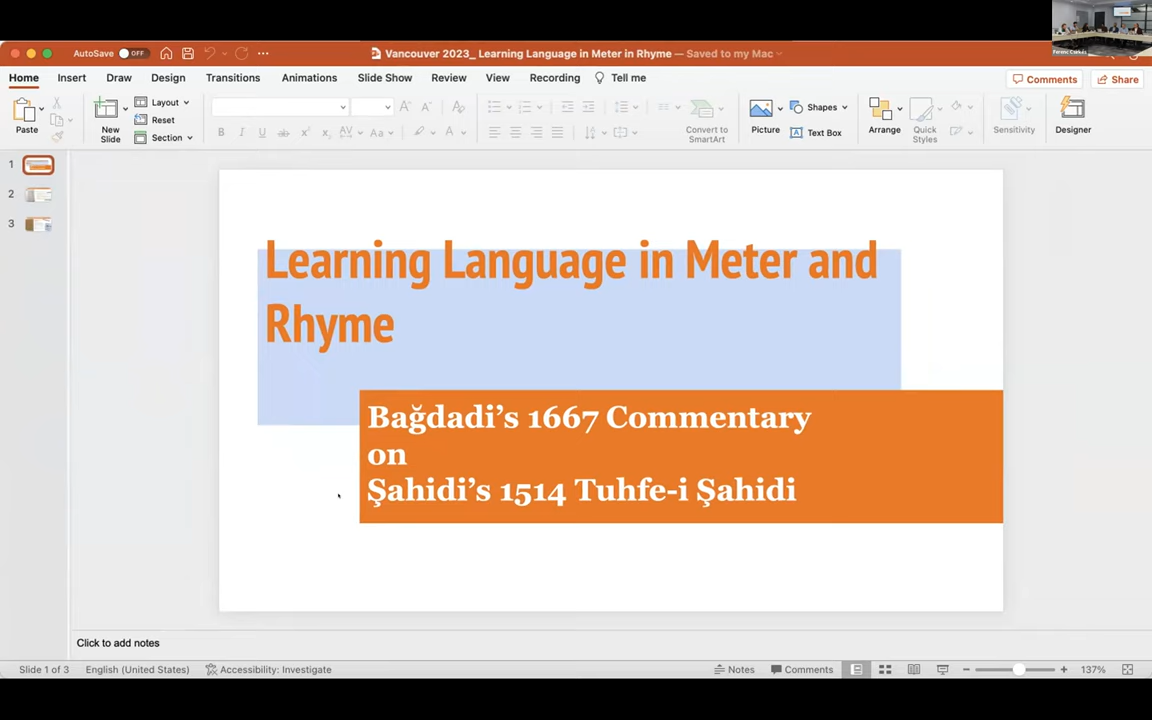 AutoSave OFF
Vancouver 2023_ Learning Language in Meter in Rhyme — Saved to my Mac
Home Insert Draw Design Transitions Animations Slide Show Review View Recording Tell me Comments Share
Paste
New Slide
Layout
Reset
Section
Convert to SmartArt
Picture
Shapes
Text Box
Arrange
Quick Styles
Sensitivity
Designer
1
2
3
Learning Language in Meter and
Rhyme
Bağdadi’s 1667 Commentary
on
Şahidi’s 1514 Tuhfe-i Şahidi
Click to add notes
Slide 1 of 3 English (United States) Accessibility: Investigate Notes Comments 137%